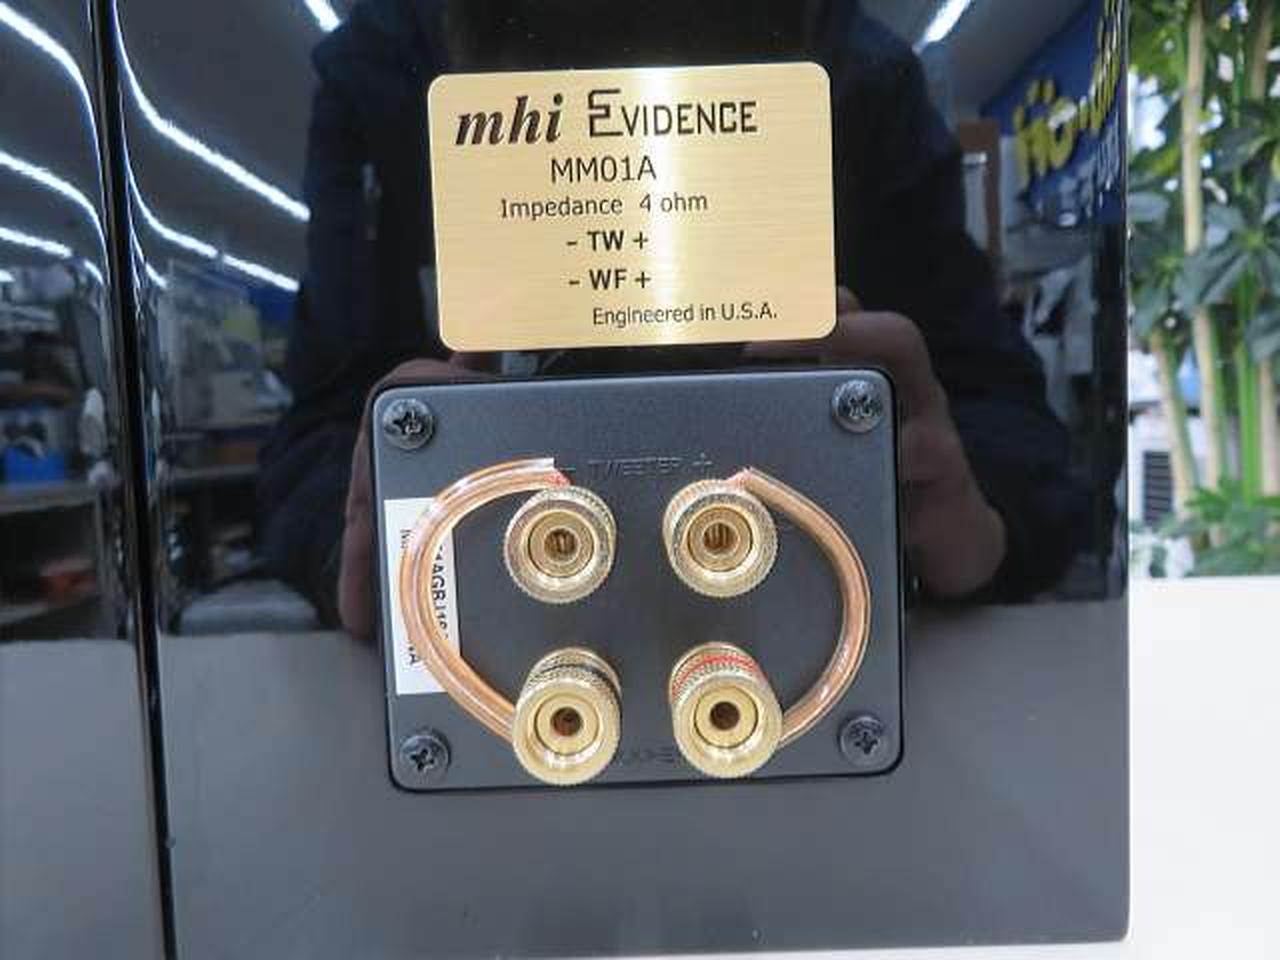 mhi EVIDENCE
MM01A
Impedance 4 ohm
- TW +
- WF +
Engineered in U.S.A.
- TWEETER +